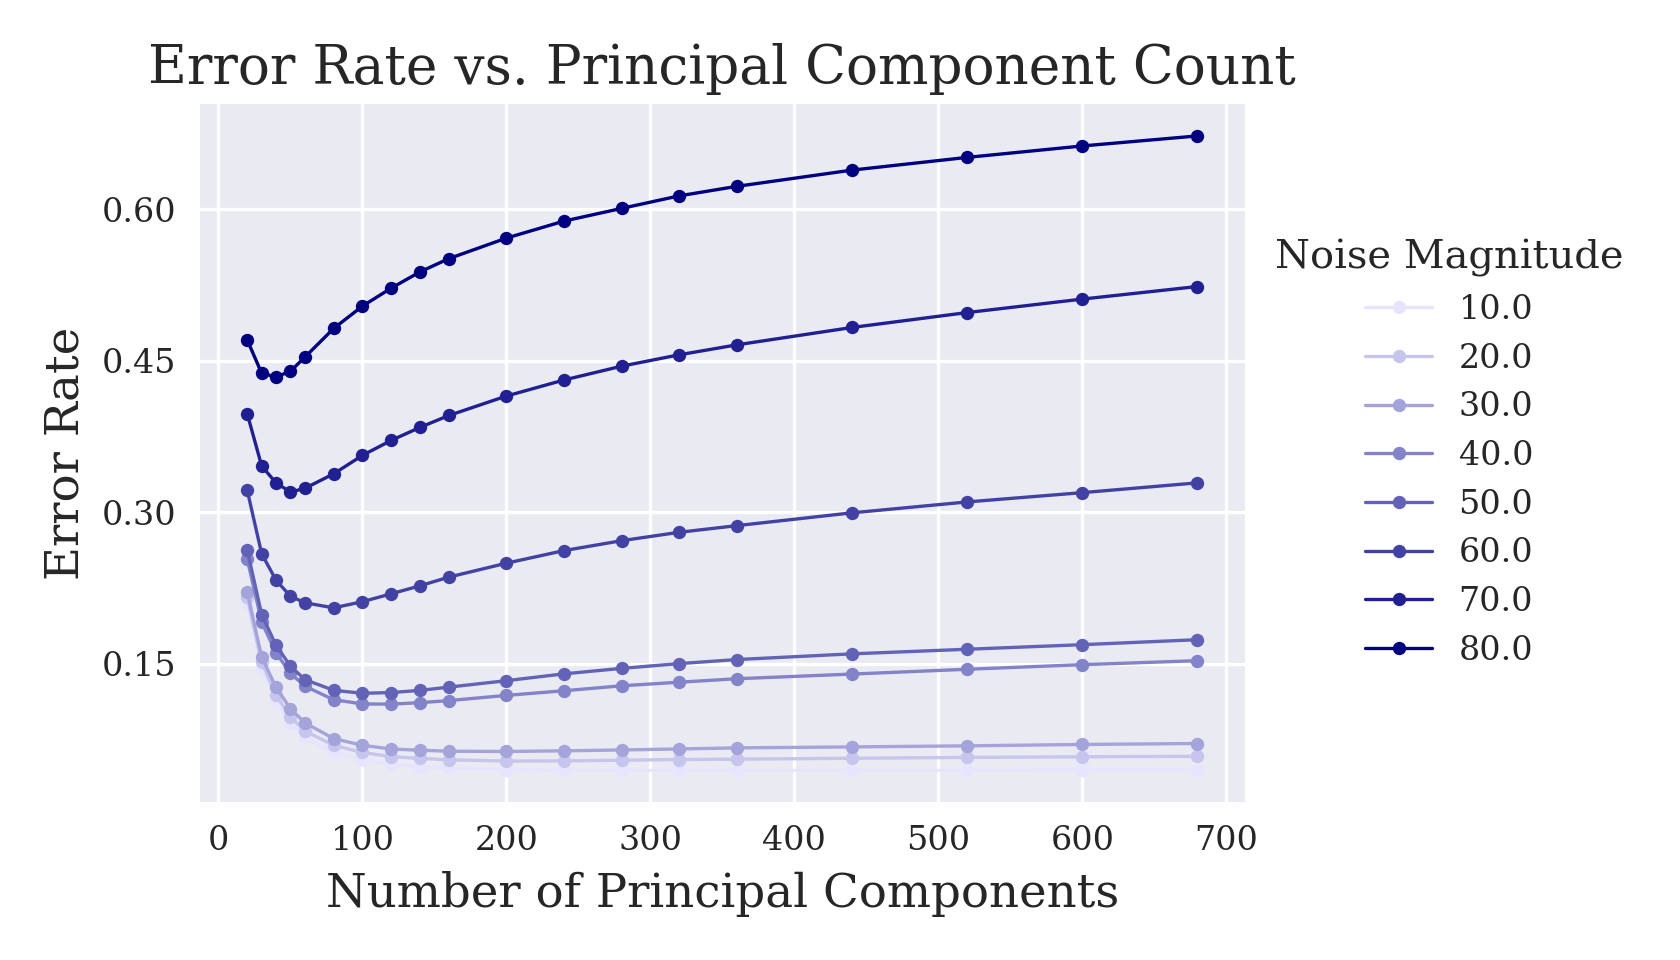 Error Rate vs. Principal Component Count
Error Rate
0.60
0.45
0.30
0.15
0 100 200 300 400 500 600 700
Number of Principal Components
Noise Magnitude
10.0
20.0
30.0
40.0
50.0
60.0
70.0
80.0